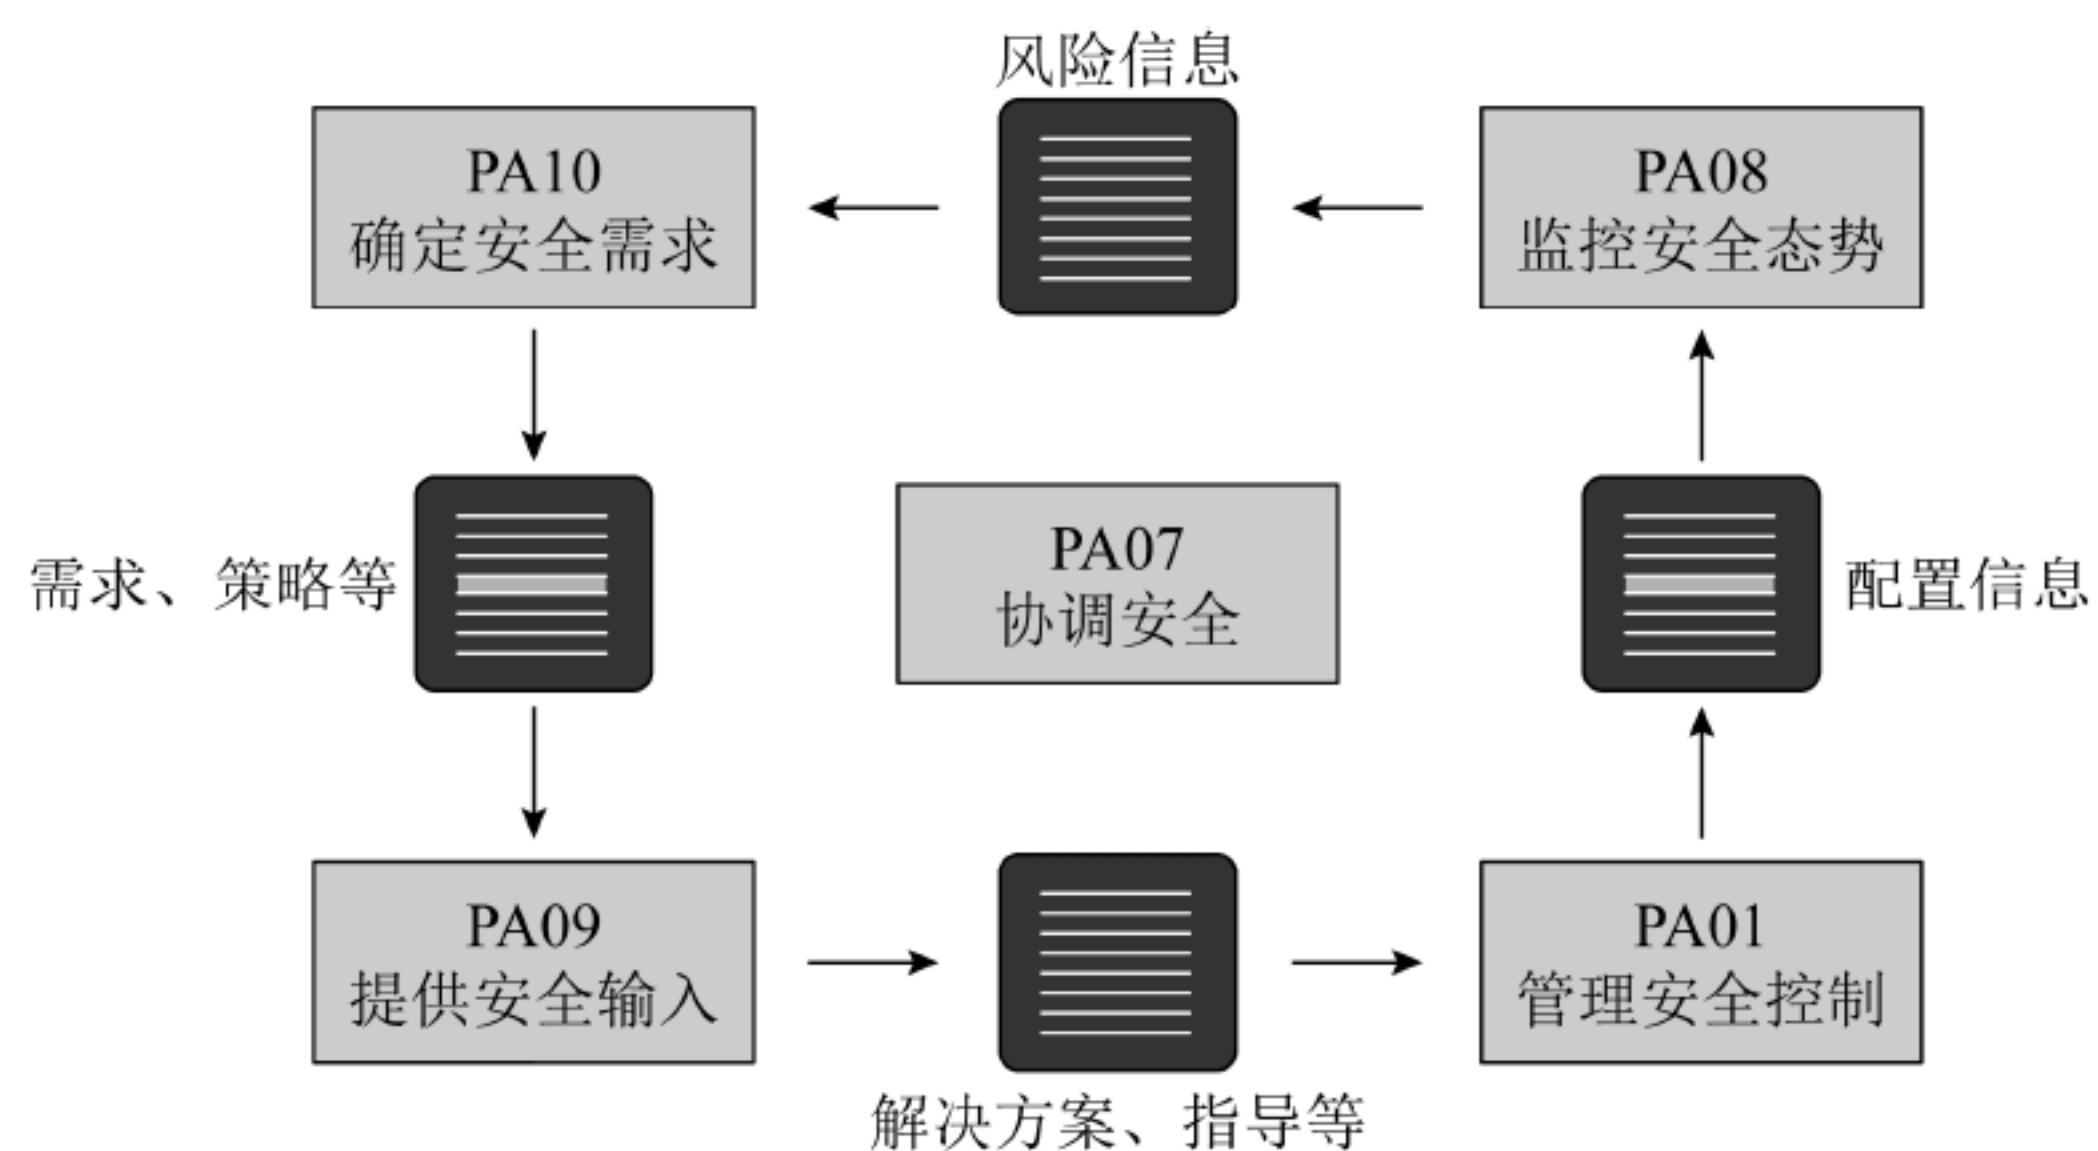 风险信息
PA10
确定安全需求
PA08
监控安全态势
需求、策略等
PA07
协调安全
配置信息
PA09
提供安全输入
PA01
管理安全控制
解决方案、指导等